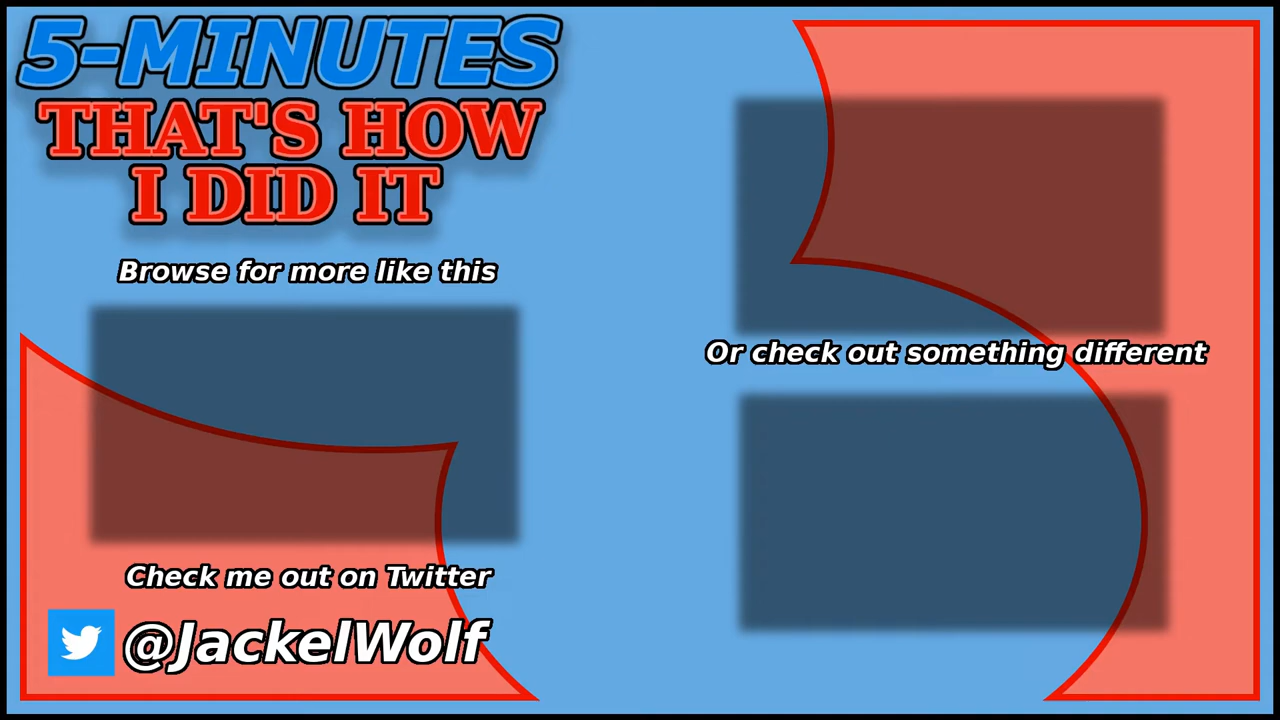 5-MINUTES
THAT'S HOW
I DID IT
Browse for more like this
Or check out something different
Check me out on Twitter
@JackelWolf